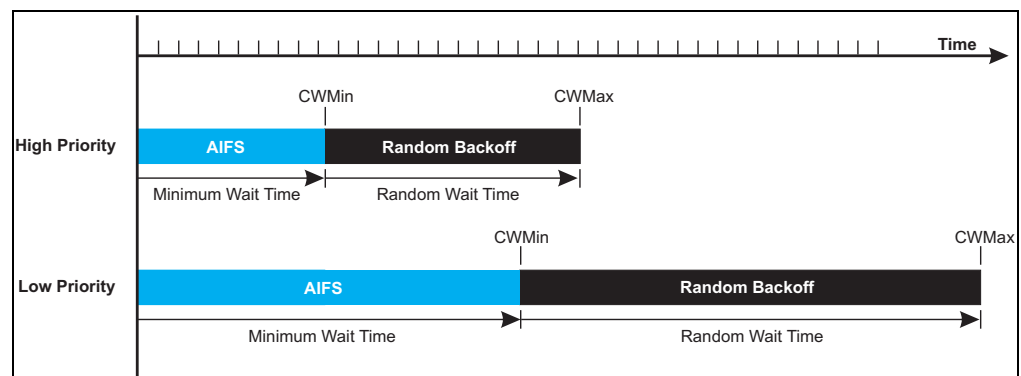 Time
CWMin CWMax
High Priority AIFS Random Backoff
Minimum Wait Time Random Wait Time
CWMin CWMax
Low Priority AIFS Random Backoff
Minimum Wait Time Random Wait Time